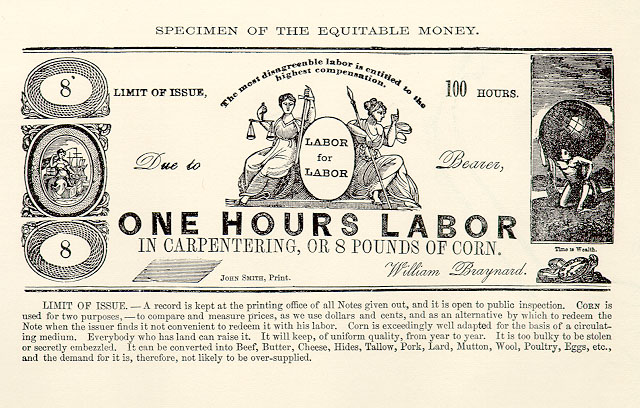 SPECIMEN OF THE EQUITABLE MONEY.
The most disagreeable labor is entitled to the
highest compensation.
8
LIMIT OF ISSUE,
100 HOURS.
LABOR
for
LABOR
Due to
Bearer,
ONE HOURS LABOR
IN CARPENTERING, OR 8 POUNDS OF CORN.
8
Time is Wealth.
JOHN SMITH, Print.
William Braynard.
LIMIT OF ISSUE. — A record is kept at the printing office of all Notes given out, and it is open to public inspection. CORN is
used for two purposes, — to compare and measure prices, as we use dollars and cents, and as an alternative by which to redeem the
Note when the issuer finds it not convenient to redeem it with his labor. Corn is exceedingly well adapted for the basis of a circulat-
ing medium. Everybody who has land can raise it. It will keep, of uniform quality, from year to year. It is too bulky to be stolen
or secretly embezzled. It can be converted into Beef, Butter, Cheese, Hides, Tallow, Pork, Lard, Mutton, Wool, Poultry, Eggs, etc.,
and the demand for it is, therefore, not likely to be over-supplied.